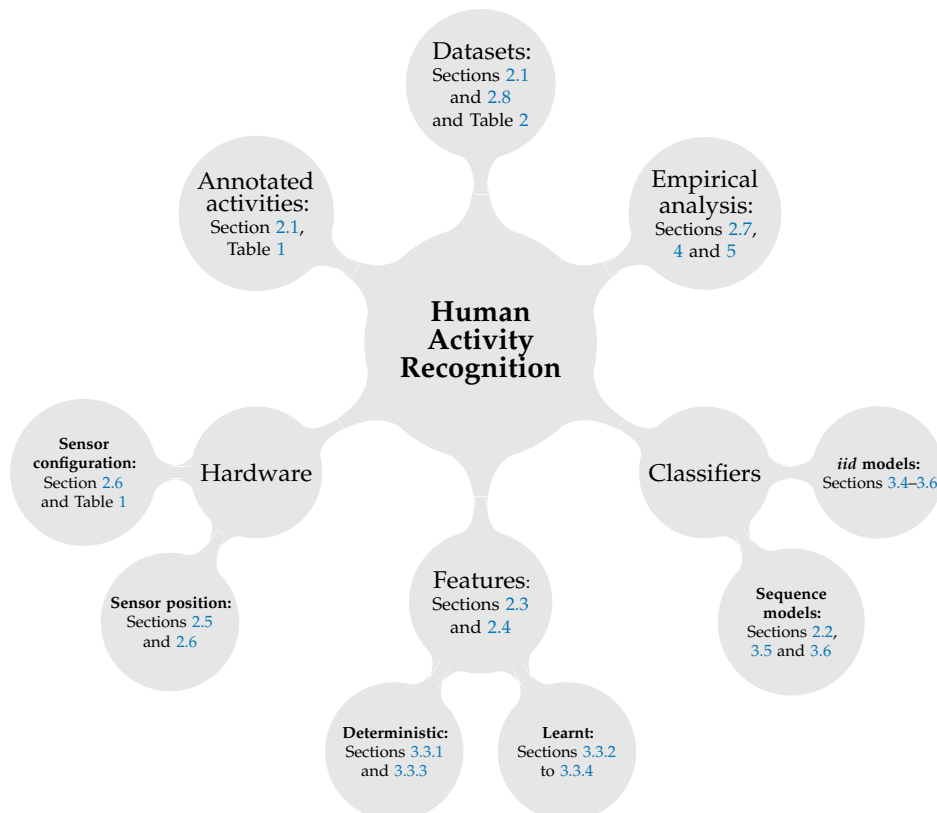 Datasets:
Sections 2.1
and 2.8
and Table 2
Annotated
activities:
Section 2.1,
Table 1
Empirical
analysis:
Sections 2.7,
4 and 5
Human
Activity
Recognition
Sensor
configuration:
Section 2.6
and Table 1
Hardware
Classifiers
iid models:
Sections 3.4–3.6
Sensor position:
Sections 2.5
and 2.6
Features:
Sections 2.3
and 2.4
Sequence
models:
Sections 2.2,
3.5 and 3.6
Deterministic:
Sections 3.3.1
and 3.3.3
Learnt:
Sections 3.3.2
to 3.3.4